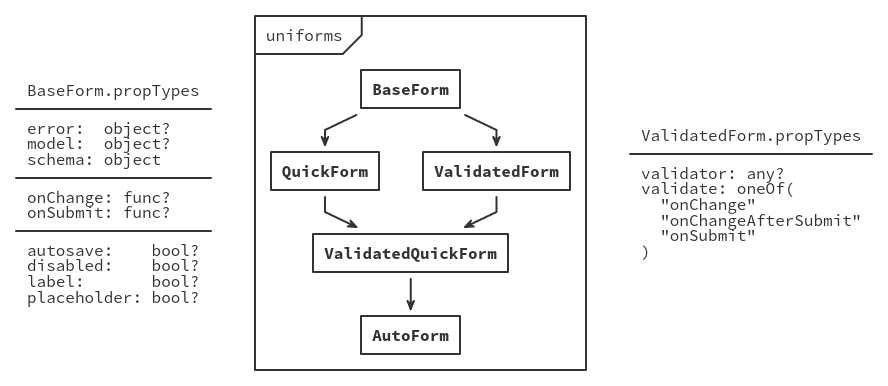 BaseForm.propTypes
error:  object?
model:  object?
schema: object
onChange: func?
onSubmit: func?
autosave:    bool?
disabled:    bool?
label:       bool?
placeholder: bool?
uniforms
BaseForm
QuickForm
ValidatedForm
ValidatedQuickForm
AutoForm
ValidatedForm.propTypes
validator: any?
validate: oneOf(
  "onChange"
  "onChangeAfterSubmit"
  "onSubmit"
)